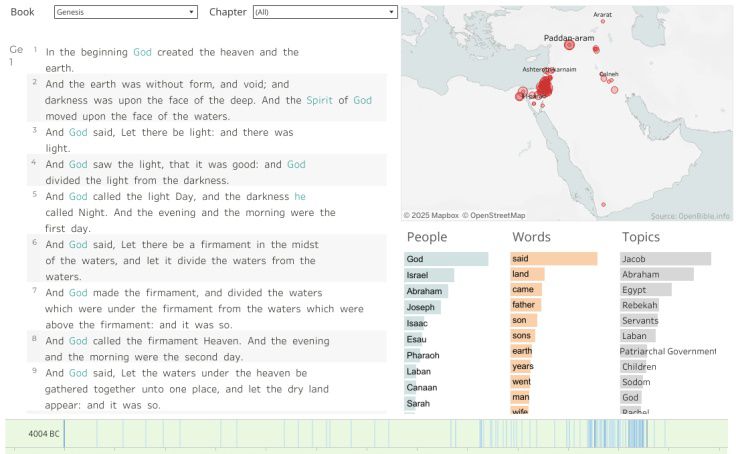 Book
Genesis
Chapter
(All)
Ge
1
1 In the beginning God created the heaven and the
earth.
2 And the earth was without form, and void; and
darkness was upon the face of the deep. And the Spirit of God
moved upon the face of the waters.
3 And God said, Let there be light: and there was
light.
4 And God saw the light, that it was good: and God
divided the light from the darkness.
5 And God called the light Day, and the darkness he
called Night. And the evening and the morning were the
first day.
6 And God said, Let there be a firmament in the midst
of the waters, and let it divide the waters from the
waters.
7 And God made the firmament, and divided the waters
which were under the firmament from the waters which were
above the firmament: and it was so.
8 And God called the firmament Heaven. And the evening
and the morning were the second day.
9 And God said, Let the waters under the heaven be
gathered together unto one place, and let the dry land
appear: and it was so.
Ararat
Paddan-aram
Ashteroth-karnaim
Calneh
© 2025 Mapbox © OpenStreetMap
Source: OpenBible.info
People
God
Israel
Abraham
Joseph
Isaac
Esau
Pharaoh
Laban
Canaan
Sarah
Words
said
land
came
father
son
sons
earth
years
went
man
wife
Topics
Jacob
Abraham
Egypt
Rebekah
Servants
Laban
Patriarchal Government
Children
Sodom
God
Rachel
4004 BC